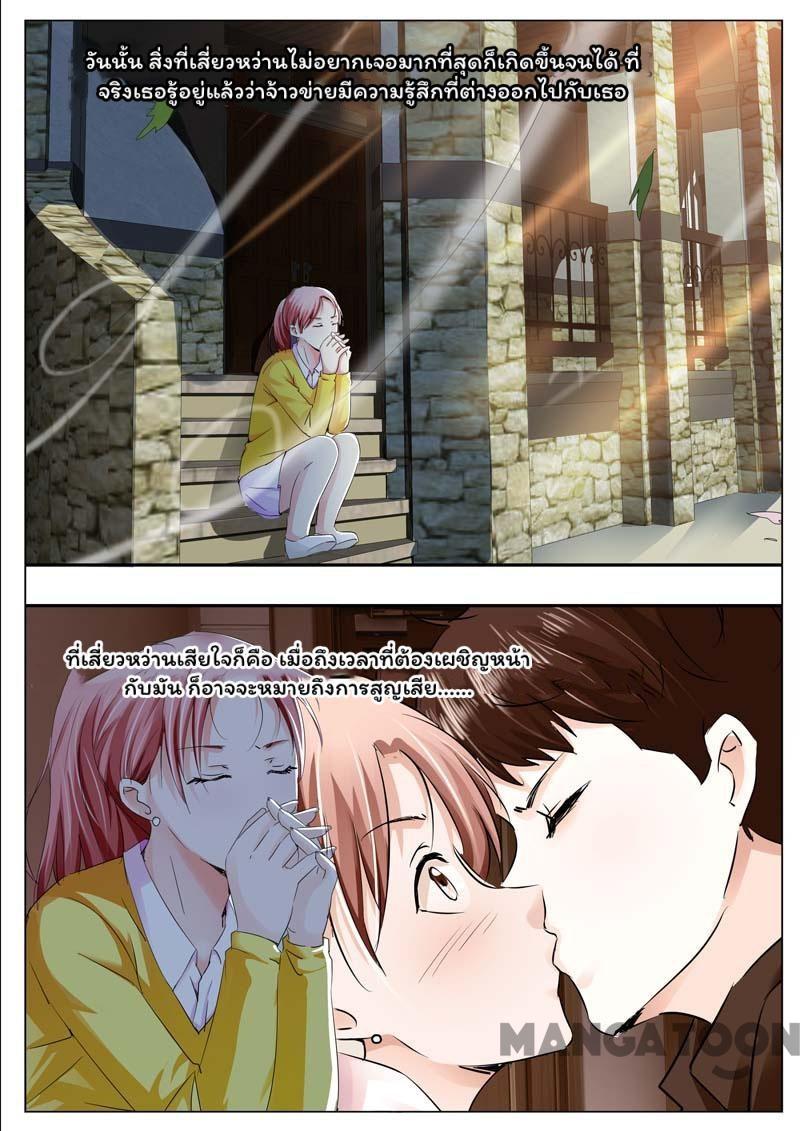 วันนั้น สิ่งที่เสี่ยวหว่านไม่อยากเจอมากที่สุดก็เกิดขึ้นจนได้ ที่
จริงเธอรู้อยู่แล้วว่าจ้าวข่ายมีความรู้สึกที่ต่างออกไปกับเธอ
ที่เสี่ยวหว่านเสียใจก็คือ เมื่อถึงเวลาที่ต้องเผชิญหน้า
กับมัน ก็อาจจะหมายถึงการสูญเสีย......
MANGATOON